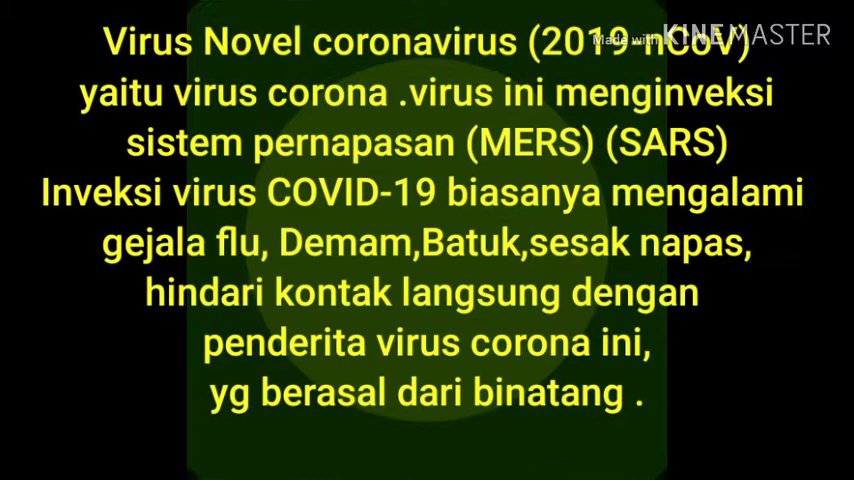 Virus Novel coronavirus (2019-nCoV)
Made with KINEMASTER
yaitu virus corona .virus ini menginveksi
sistem pernapasan (MERS) (SARS)
Inveksi virus COVID-19 biasanya mengalami
gejala flu, Demam,Batuk,sesak napas,
hindari kontak langsung dengan
penderita virus corona ini,
yg berasal dari binatang .